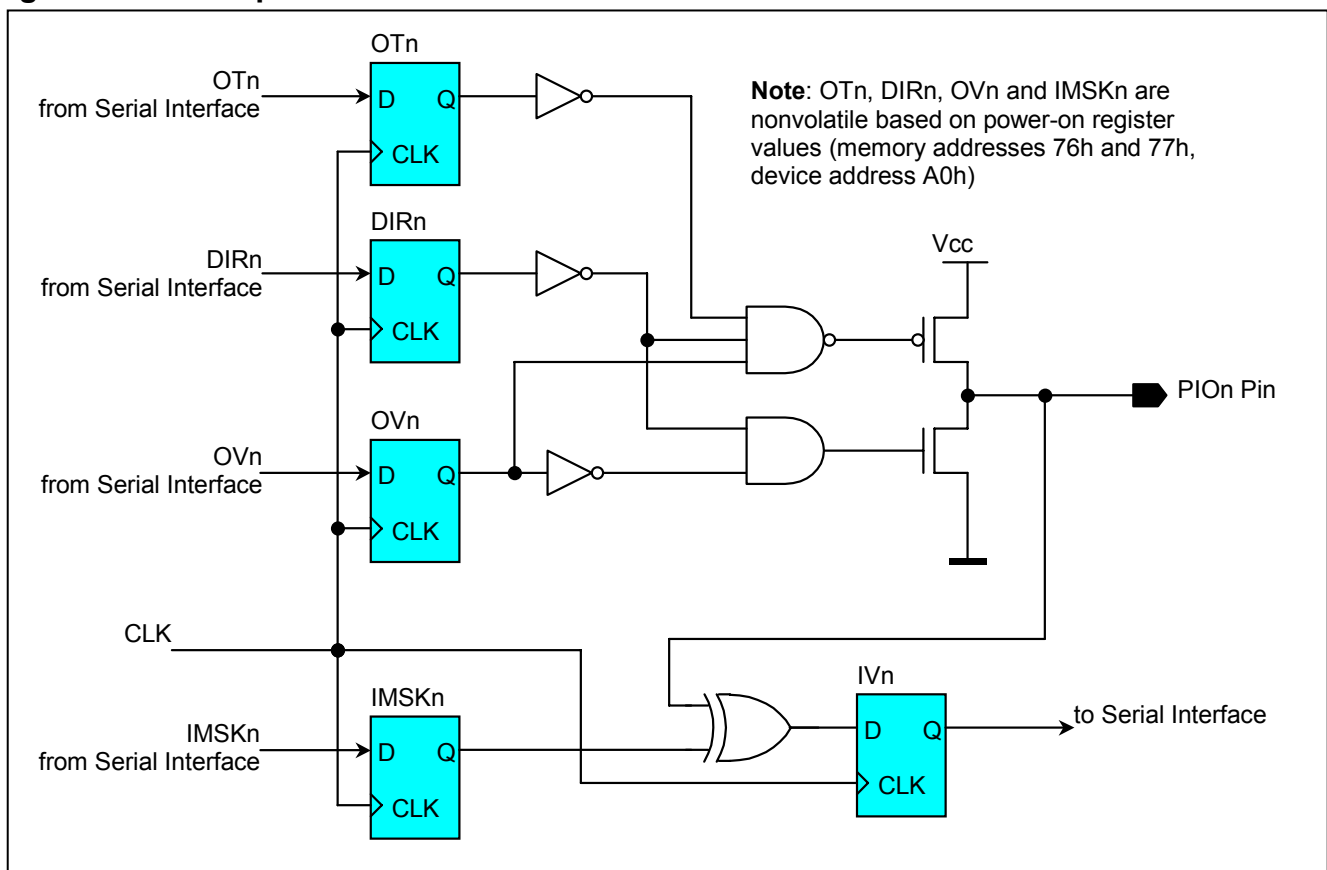 OTn
OTn
from Serial Interface
D Q
CLK
Note: OTn, DIRn, OVn and IMSKn are
nonvolatile based on power-on register
values (memory addresses 76h and 77h,
device address A0h)
DIRn
DIRn
from Serial Interface
D Q
CLK
Vcc
PIOn Pin
OVn
OVn
from Serial Interface
D Q
CLK
CLK
IMSKn
IMSKn
from Serial Interface
D Q
CLK
IVn
D Q
CLK
to Serial Interface